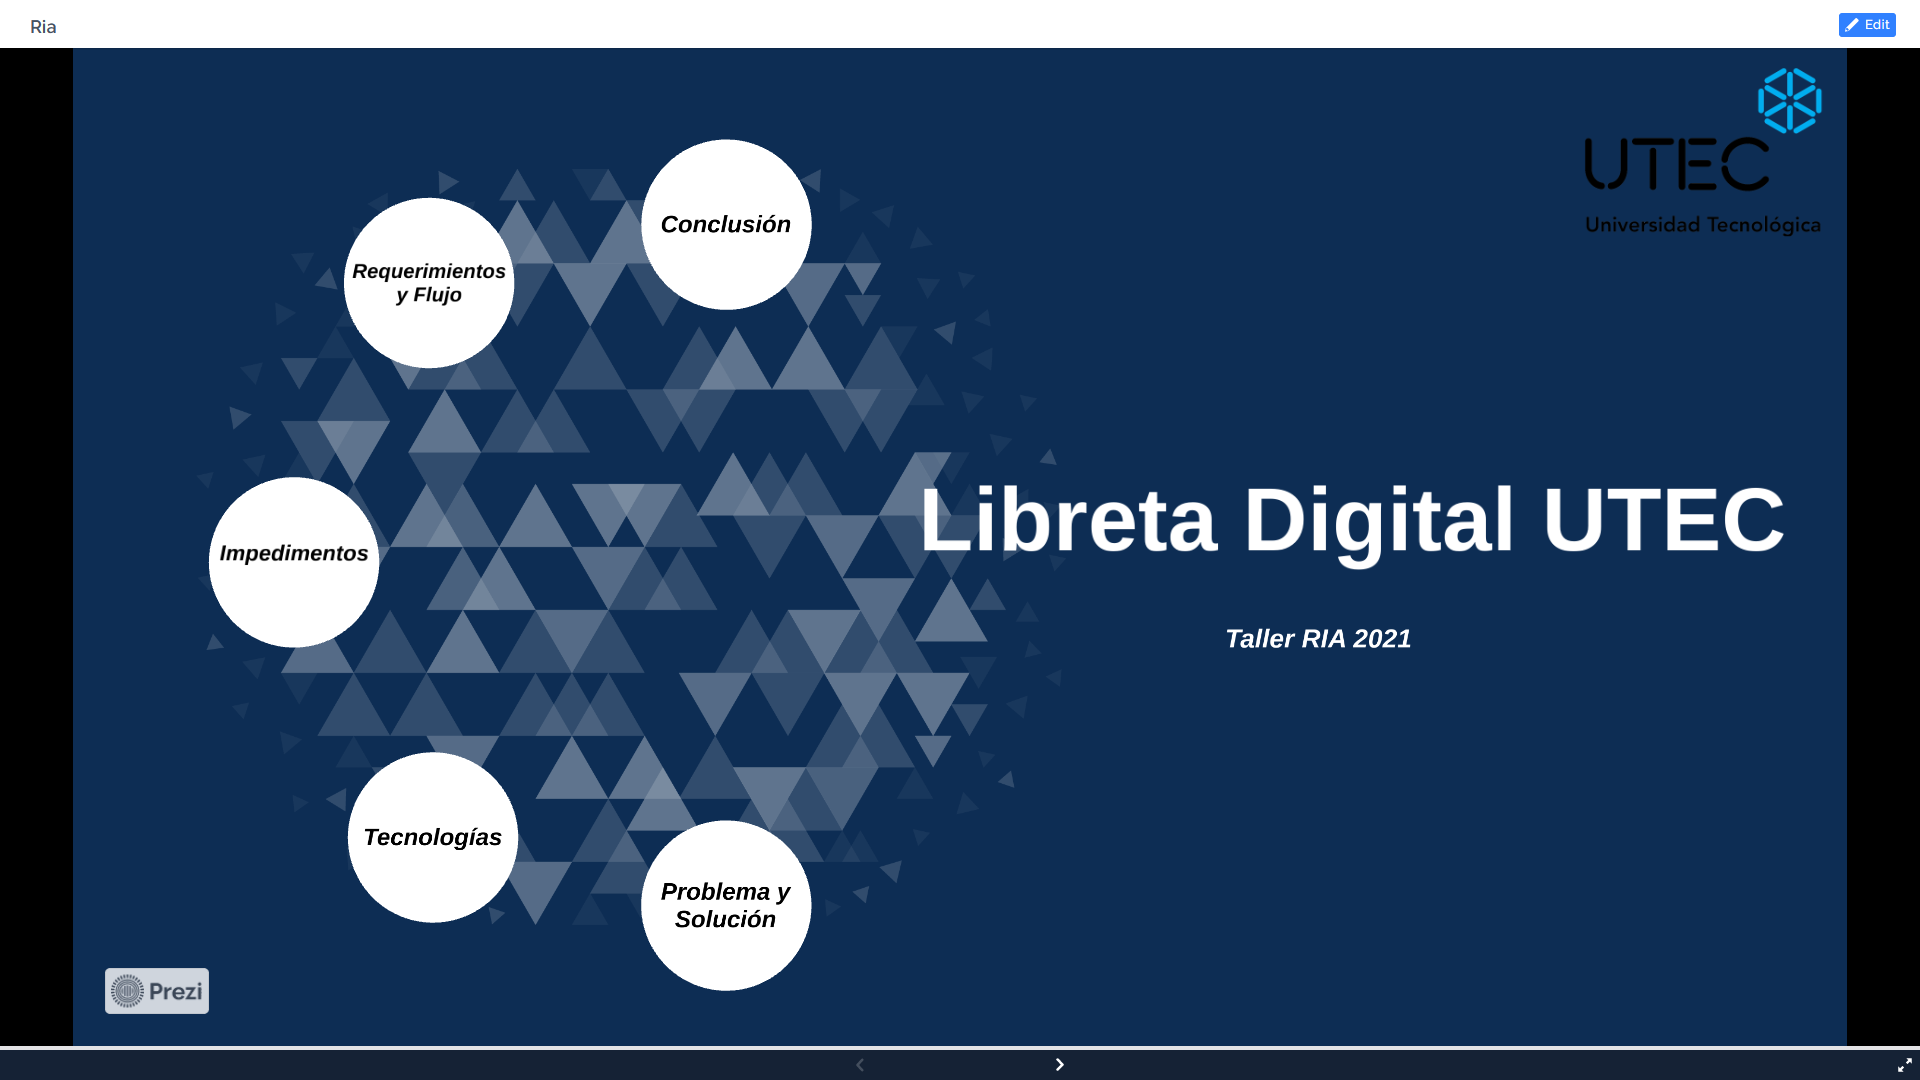 Ria
Edit
UTEC
Universidad Tecnológica
Conclusión
Requerimientos
y Flujo
Impedimentos
Libreta Digital UTEC
Taller RIA 2021
Tecnologías
Problema y
Solución
Prezi